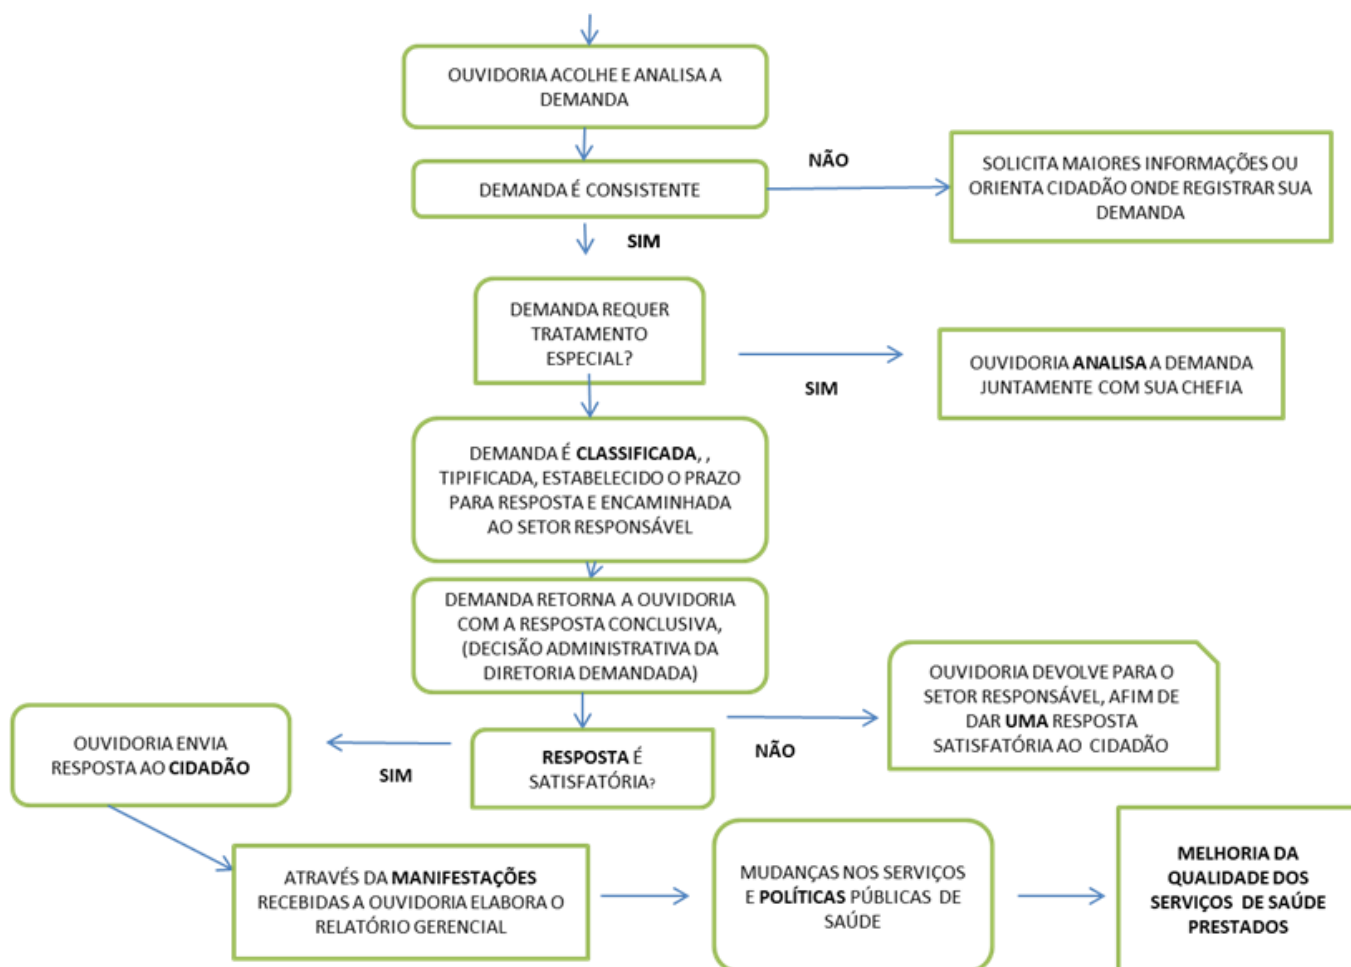 OUVIDORIA ACOLHE E ANALISA A
DEMANDA
DEMANDA É CONSISTENTE
NÃO
SOLICITA MAIORES INFORMAÇÕES OU
ORIENTA CIDADÃO ONDE REGISTRAR SUA
DEMANDA
SIM
DEMANDA REQUER
TRATAMENTO
ESPECIAL?
SIM
OUVIDORIA ANALISA A DEMANDA
JUNTAMENTE COM SUA CHEFIA
DEMANDA É CLASSIFICADA, ,
TIPIFICADA, ESTABELECIDO O PRAZO
PARA RESPOSTA E ENCAMINHADA
AO SETOR RESPONSÁVEL
DEMANDA RETORNA A OUVIDORIA
COM A RESPOSTA CONCLUSIVA,
(DECISÃO ADMINISTRATIVA DA
DIRETORIA DEMANDADA)
RESPOSTA É
SATISFATÓRIA?
NÃO
OUVIDORIA DEVOLVE PARA O
SETOR RESPONSÁVEL, AFIM DE
DAR UMA RESPOSTA
SATISFATÓRIA AO CIDADÃO
SIM
OUVIDORIA ENVIA
RESPOSTA AO CIDADÃO
ATRAVÉS DA MANIFESTAÇÕES
RECEBIDAS A OUVIDORIA ELABORA O
RELATÓRIO GERENCIAL
MUDANÇAS NOS SERVIÇOS
E POLÍTICAS PÚBLICAS DE
SAÚDE
MELHORIA DA
QUALIDADE DOS
SERVIÇOS DE SAÚDE
PRESTADOS